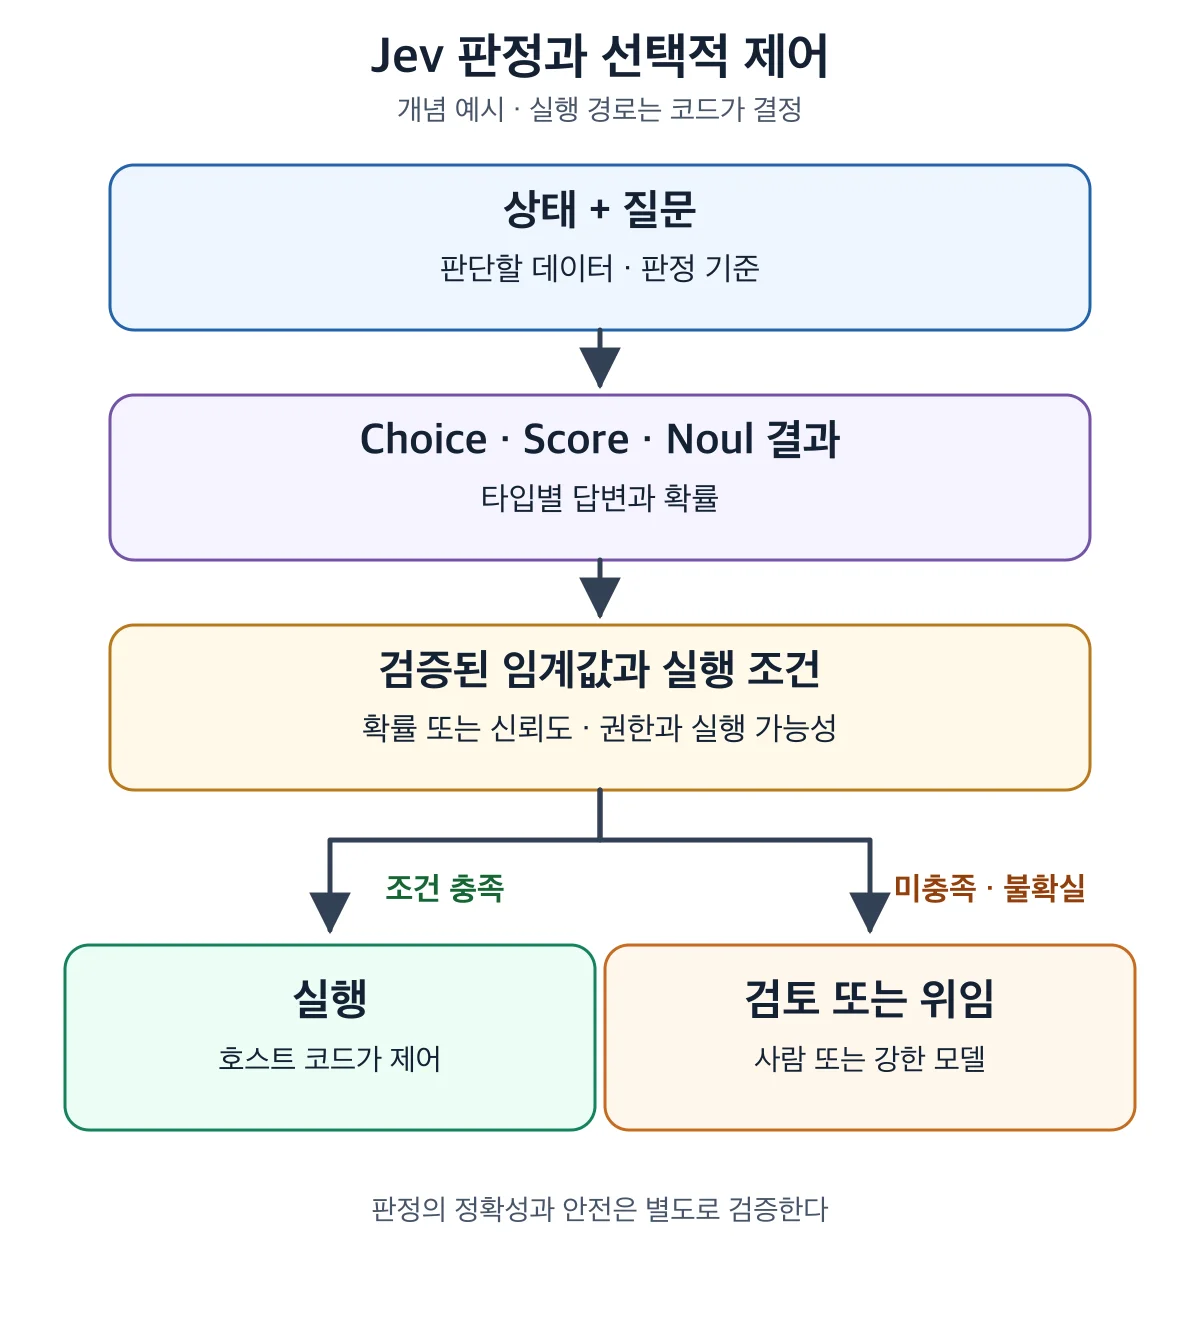 Jev 판정과 선택적 제어
개념 예시 · 실행 경로는 코드가 결정
상태 + 질문
판단할 데이터 · 판정 기준
Choice · Score · Noul 결과
타입별 답변과 확률
검증된 임계값과 실행 조건
확률 또는 신뢰도 · 권한과 실행 가능성
조건 충족
미충족 · 불확실
실행
호스트 코드가 제어
검토 또는 위임
사람 또는 강한 모델
판정의 정확성과 안전은 별도로 검증한다